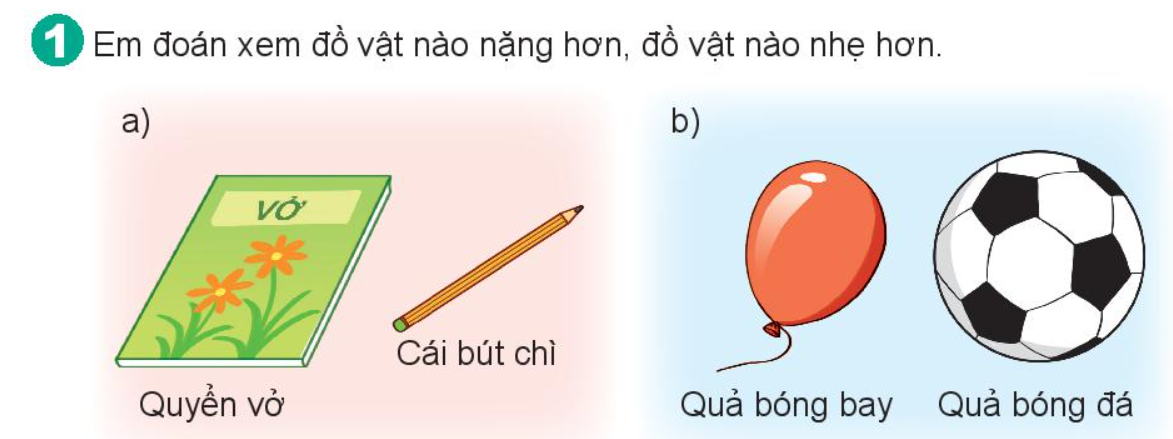 1 Em đoán xem đồ vật nào nặng hơn, đồ vật nào nhẹ hơn.
a)
VỞ
Cái bút chì
Quyển vở
b)
Quả bóng bay Quả bóng đá